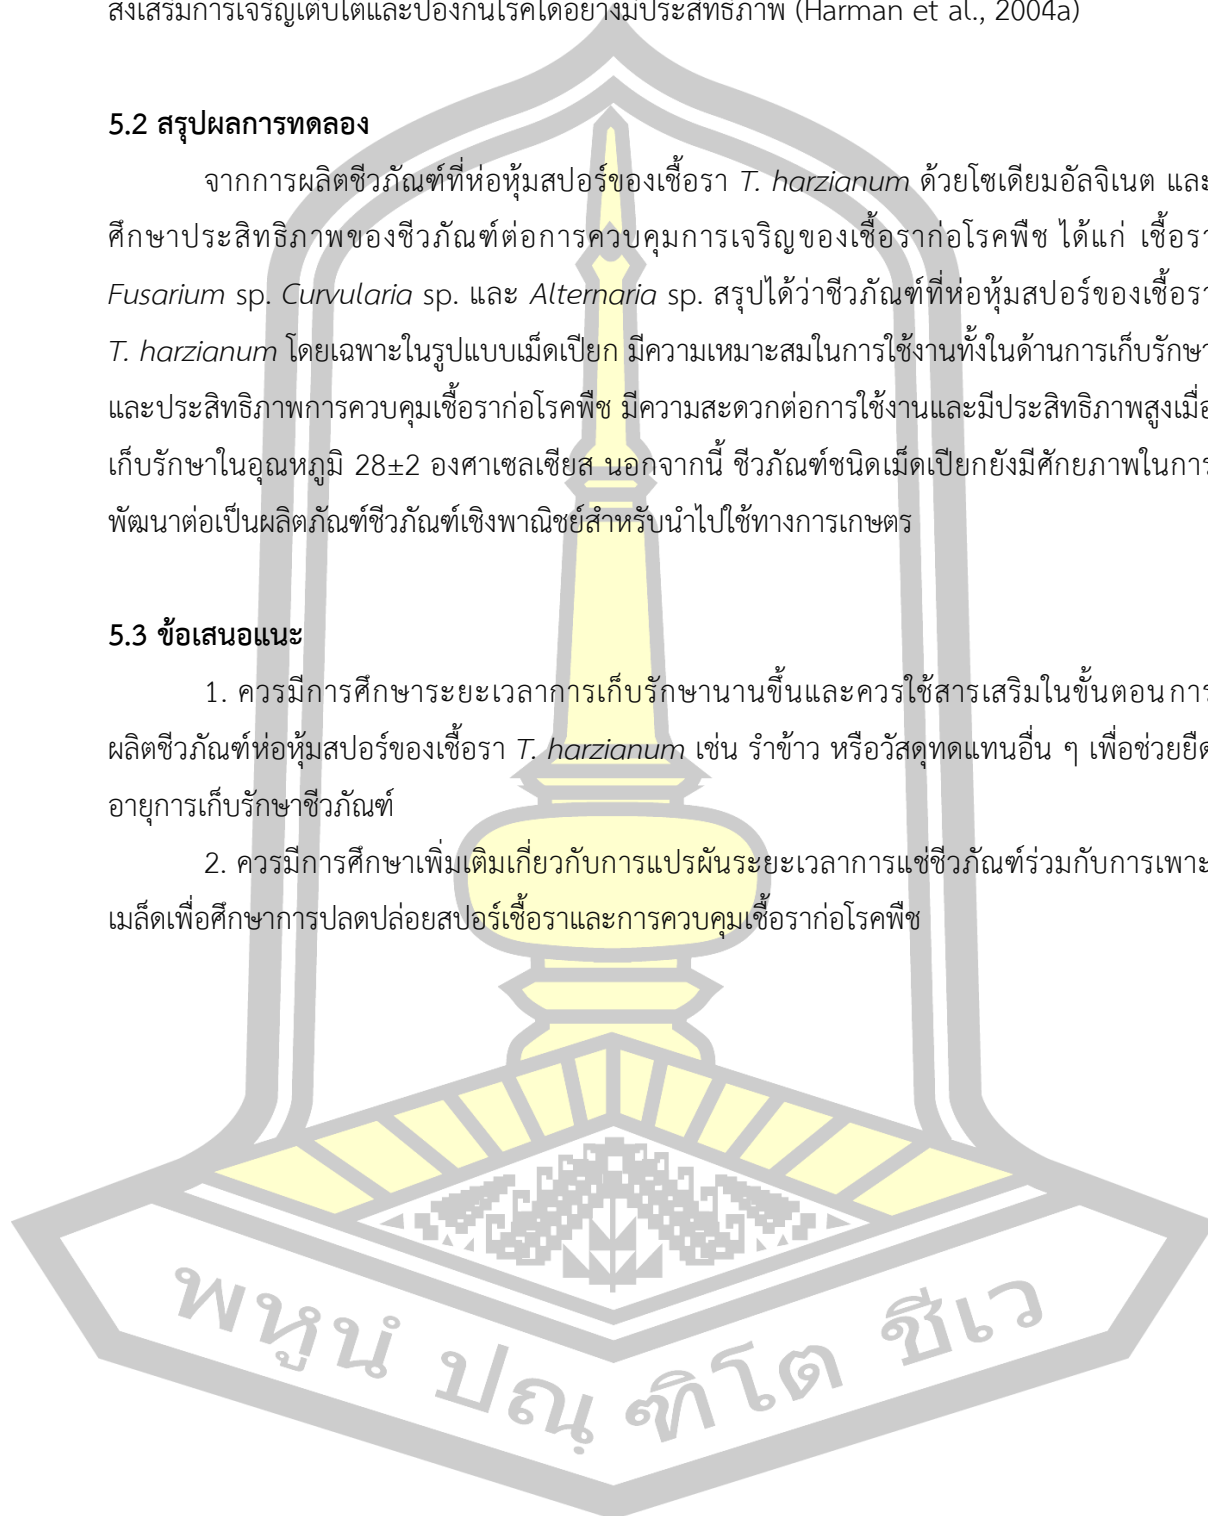 ส่งเสริมการเจริญเติบโตและป้องกันโรคได้อย่างมีประสิทธิภาพ (Harman et al., 2004a)
5.2 สรุปผลการทดลอง
จากการผลิตชีวภัณฑ์ที่ห่อหุ้มสปอร์ของเชื้อรา T. harzianum ด้วยโซเดียมอัลจิเนต และ
ศึกษาประสิทธิภาพของชีวภัณฑ์ต่อการควบคุมการเจริญของเชื้อราก่อโรคพืช ได้แก่ เชื้อรา
Fusarium sp. Curvularia sp. และ Alternaria sp. สรุปได้ว่าชีวภัณฑ์ที่ห่อหุ้มสปอร์ของเชื้อรา
T. harzianum โดยเฉพาะในรูปแบบเม็ดเปียก มีความเหมาะสมในการใช้งานทั้งในด้านการเก็บรักษา
และประสิทธิภาพการควบคุมเชื้อราก่อโรคพืช มีความสะดวกต่อการใช้งานและมีประสิทธิภาพสูงเมื่อ
เก็บรักษาในอุณหภูมิ 28±2 องศาเซลเซียส นอกจากนี้ ชีวภัณฑ์ชนิดเม็ดเปียกยังมีศักยภาพในการ
พัฒนาต่อเป็นผลิตภัณฑ์ชีวภัณฑ์เชิงพาณิชย์สำหรับนำไปใช้ทางการเกษตร
5.3 ข้อเสนอแนะ
1. ควรมีการศึกษาระยะเวลาการเก็บรักษานานขึ้นและควรใช้สารเสริมในขั้นตอนการ
ผลิตชีวภัณฑ์ห่อหุ้มสปอร์ของเชื้อรา T. harzianum เช่น รำข้าว หรือวัสดุทดแทนอื่น ๆ เพื่อช่วยยืด
อายุการเก็บรักษาชีวภัณฑ์
2. ควรมีการศึกษาเพิ่มเติมเกี่ยวกับการแปรผันระยะเวลาการแช่ชีวภัณฑ์ร่วมกับการเพาะ
เมล็ดเพื่อศึกษาการปลดปล่อยสปอร์เชื้อราและการควบคุมเชื้อราก่อโรคพืช
พหูนํ ปณฺ ฑิโต ชีเว